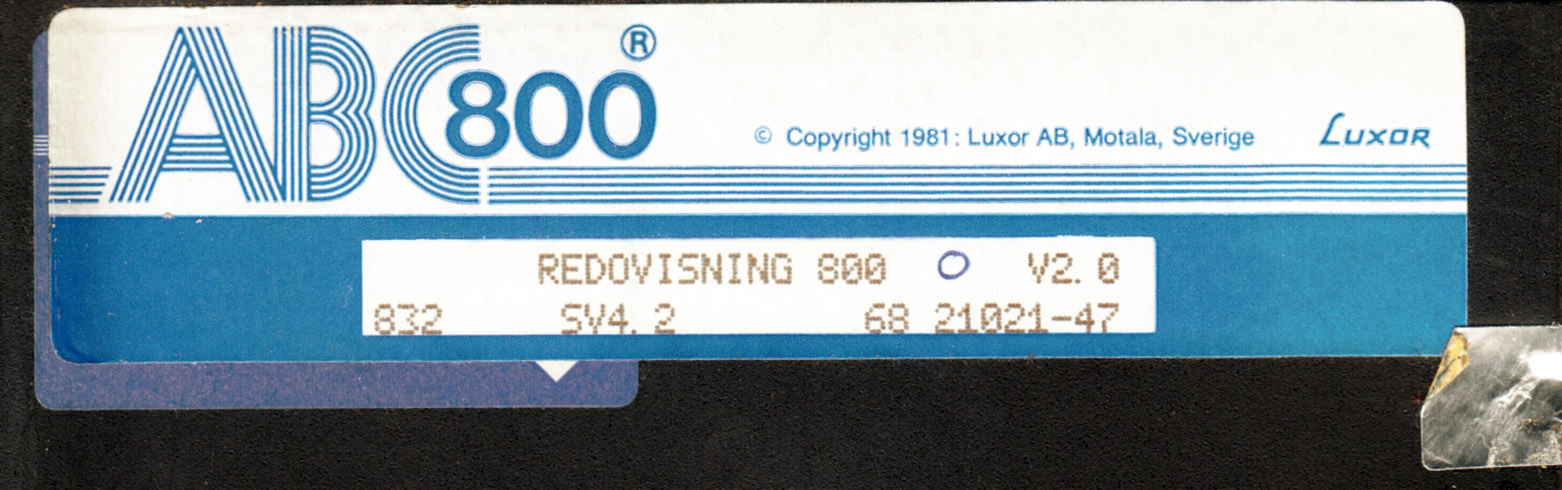 ABC800®
© Copyright 1981: Luxor AB, Motala, Sverige LUXOR
REDOVISNING 800 O V2.0
832 SV4.2 68 21021-47